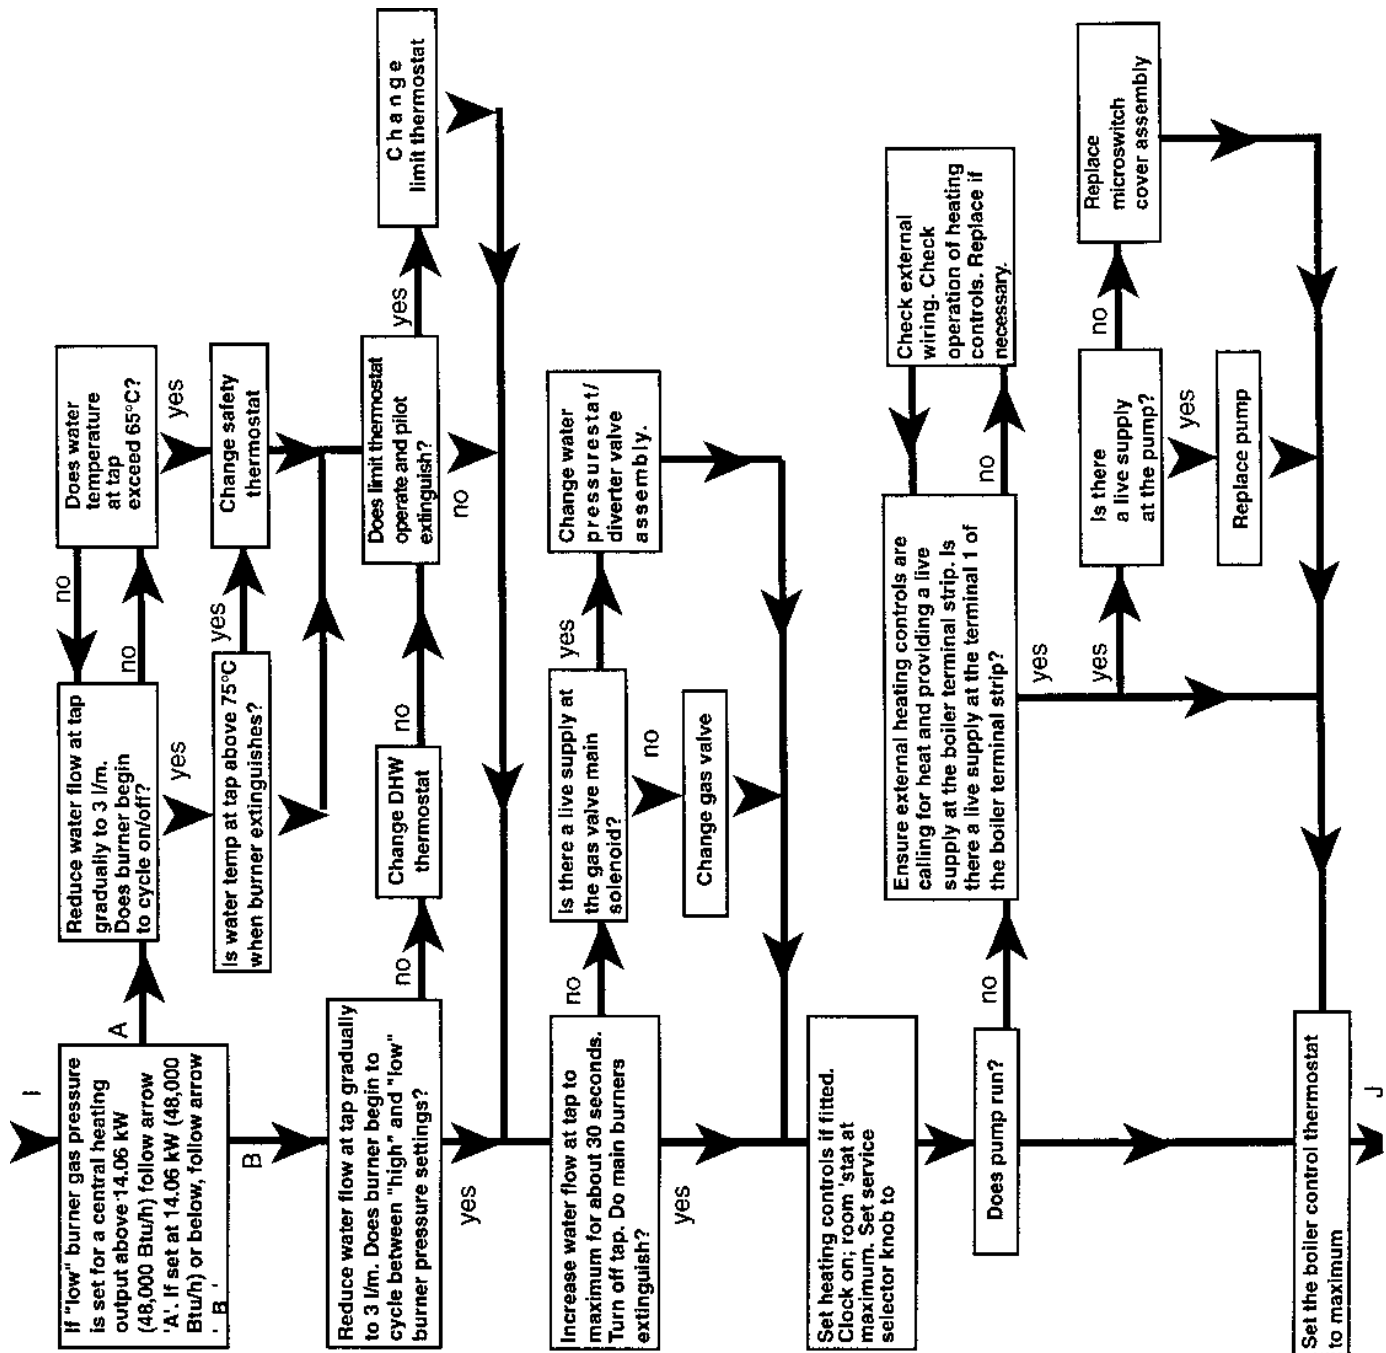 I
If "low" burner gas pressure
is set for a central heating
output above 14.06 kW
(48,000 Btu/h) follow arrow
'A'. If set at 14.06 kW (48,000
Btu/h) or below, follow arrow
' B '
A
B
Reduce water flow at tap
gradually to 3 l/m.
Does burner begin
to cycle on/off?
no
no
yes
Does water
temperature
at tap
exceed 65°C?
yes
Is water temp at tap above 75°C
when burner extinguishes?
yes
Change safety
thermostat
Reduce water flow at tap gradually
to 3 l/m. Does burner begin to
cycle between "high" and "low"
burner pressure settings?
no
yes
Change DHW
thermostat
no
Does limit thermostat
operate and pilot
extinguish?
yes
no
C h a n g e
limit thermostat
Increase water flow at tap to
maximum for about 30 seconds.
Turn off tap. Do main burners
extinguish?
no
yes
Is there a live supply at
the gas valve main
solenoid?
yes
no
Change water
pressurestat/
diverter valve
assembly.
Change gas valve
Set heating controls if fitted.
Clock on; room 'stat at
maximum. Set service
selector knob to
Does pump run?
no
Ensure external heating controls are
calling for heat and providing a live
supply at the boiler terminal strip. Is
there a live supply at the terminal 1 of
the boiler terminal strip?
no
yes
yes
Check external
wiring. Check
operation of heating
controls. Replace if
necessary.
Is there
a live supply
at the pump?
no
yes
Replace
microswitch
cover assembly
Replace pump
Set the boiler control thermostat
to maximum
J